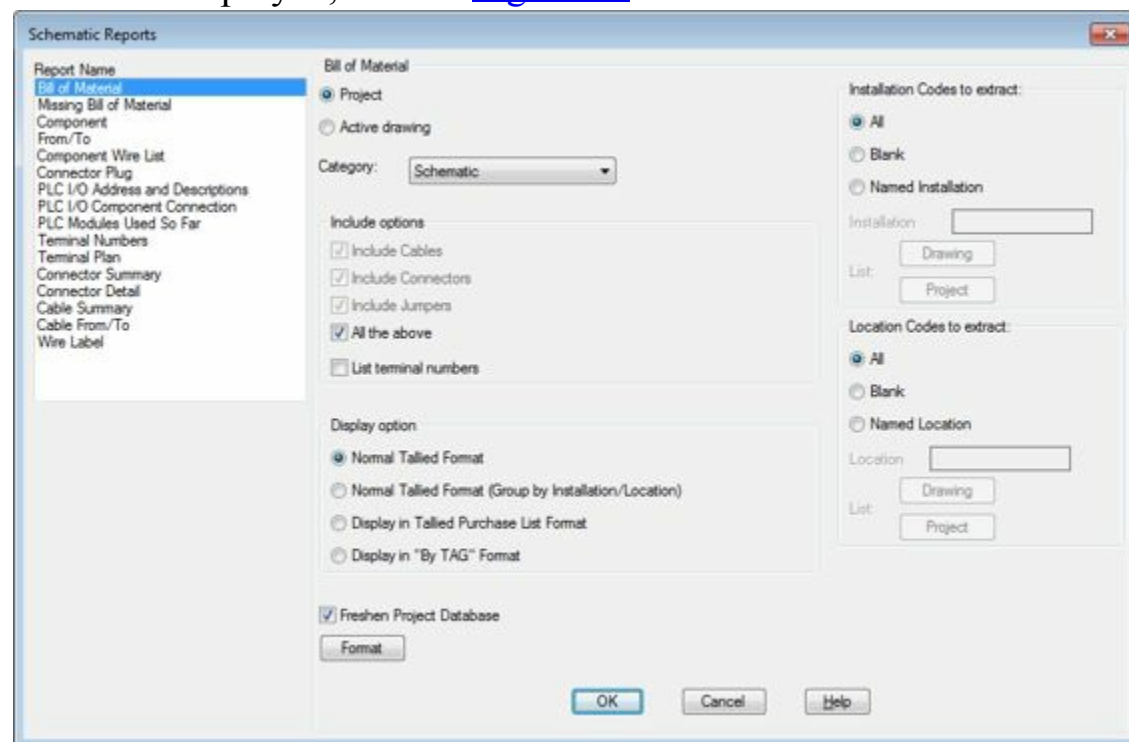 Schematic Reports
Report Name
Bill of Material
Missing Bill of Material
Component
From/To
Component Wire List
Connector Plug
PLC I/O Address and Descriptions
PLC I/O Component Connection
PLC Modules Used So Far
Terminal Numbers
Terminal Plan
Connector Summary
Connector Detail
Cable Summary
Cable From/To
Wire Label
Bill of Material
Project
Active drawing
Category: Schematic
Include options
Include Cables
Include Connectors
Include Jumpers
All the above
List terminal numbers
Display option
Normal Tallied Format
Normal Tallied Format (Group by Installation/Location)
Display in Tallied Purchase List Format
Display in "By TAG" Format
Freshen Project Database
Format
Installation Codes to extract:
All
Blank
Named Installation
Installation
Drawing
List:
Project
Location Codes to extract:
All
Blank
Named Location
Location
Drawing
List:
Project
OK Cancel Help